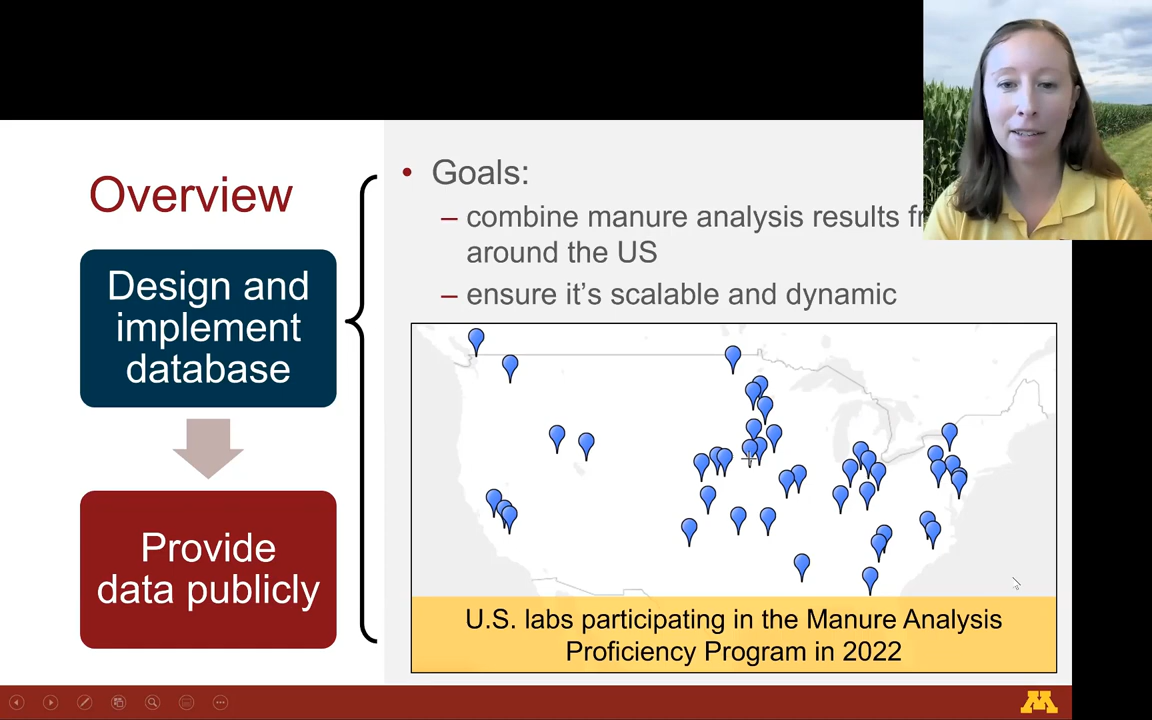 Overview
Design and
implement
database
Provide
data publicly
• Goals:
– combine manure analysis results
around the US
– ensure it's scalable and dynamic
U.S. labs participating in the Manure Analysis
Proficiency Program in 2022
M